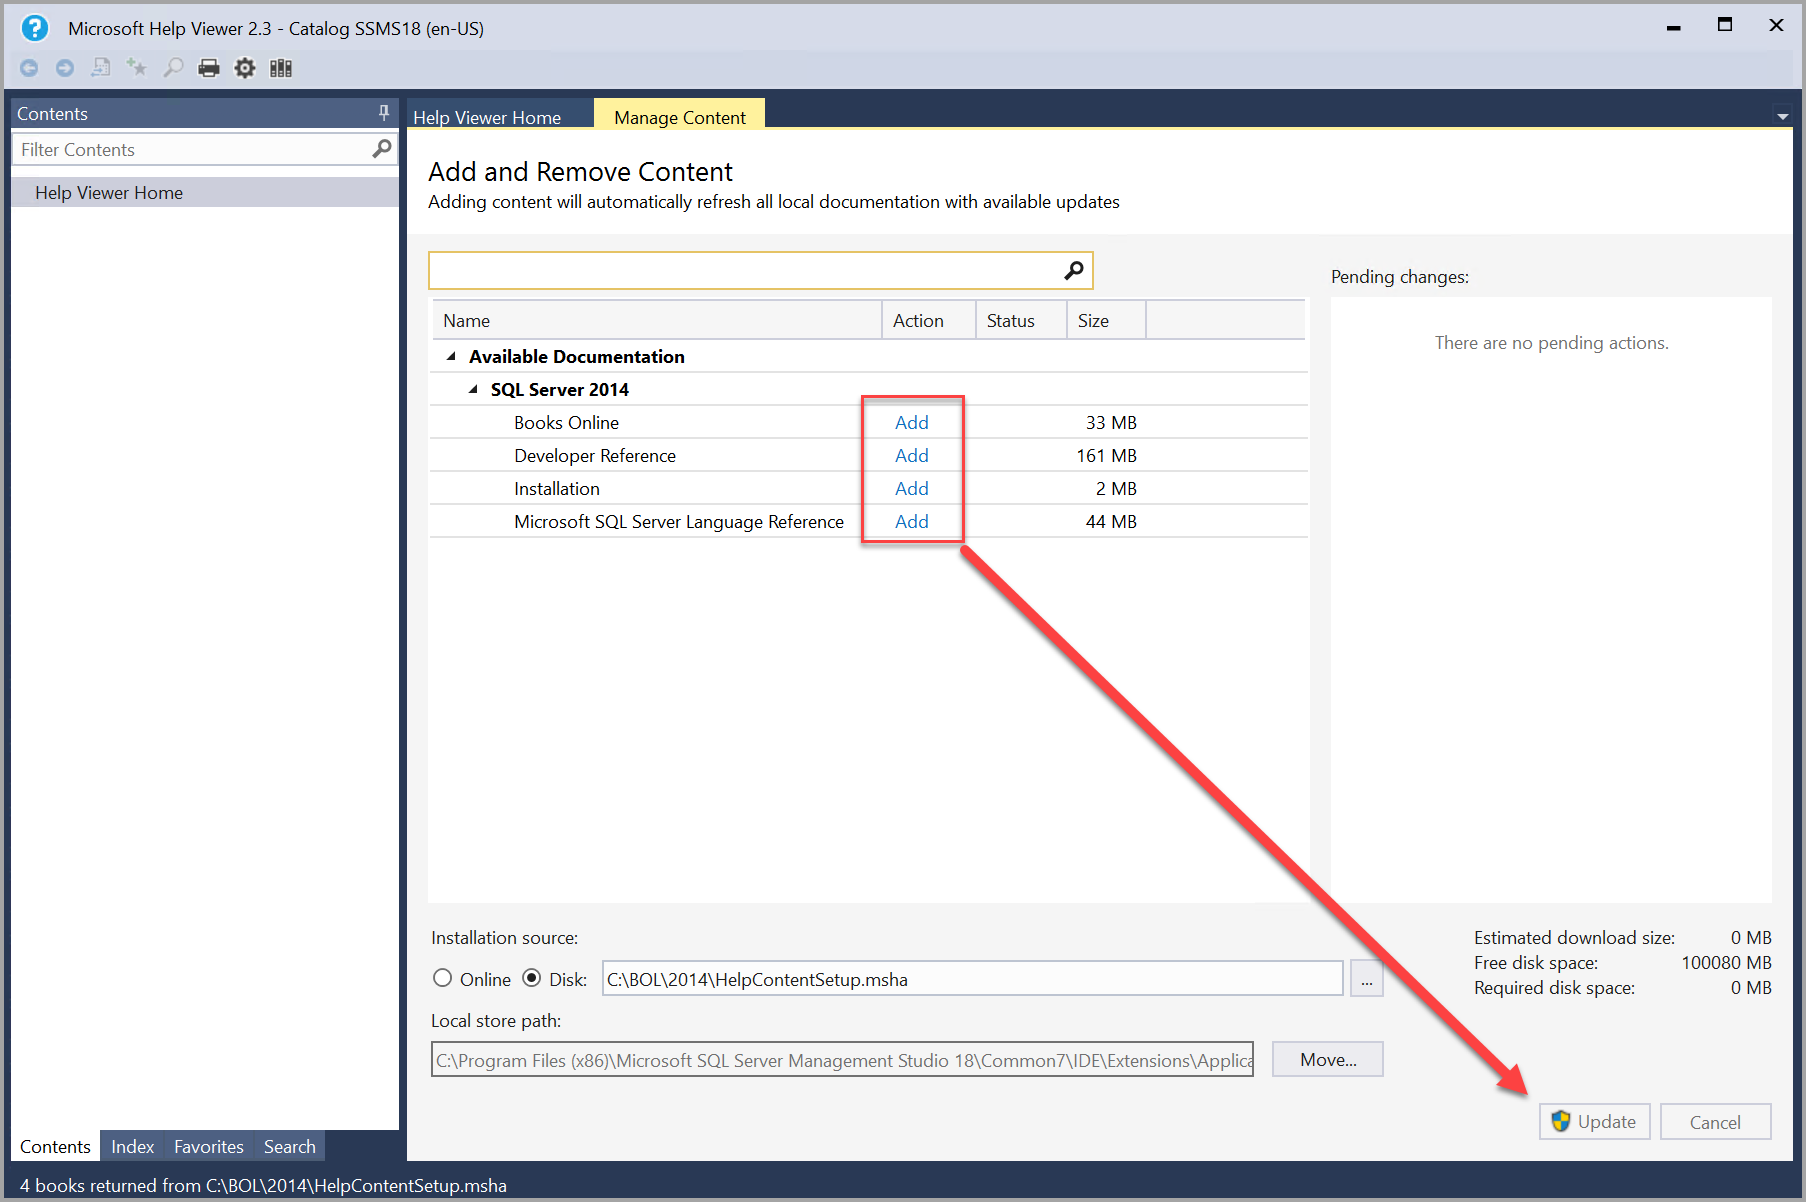 Microsoft Help Viewer 2.3 - Catalog SSMS18 (en-US)
Contents
Filter Contents
Help Viewer Home
Help Viewer Home
Manage Content
Add and Remove Content
Adding content will automatically refresh all local documentation with available updates
Name Action Status Size
Available Documentation
SQL Server 2014
Books Online Add 33 MB
Developer Reference Add 161 MB
Installation Add 2 MB
Microsoft SQL Server Language Reference Add 44 MB
Pending changes:
There are no pending actions.
Installation source:
Online Disk: C:\BOL\2014\HelpContentSetup.msha ...
Local store path:
C:\Program Files (x86)\Microsoft SQL Server Management Studio 18\Common7\IDE\Extensions\Applica Move...
Estimated download size: 0 MB
Free disk space: 100080 MB
Required disk space: 0 MB
Update Cancel
Contents Index Favorites Search
4 books returned from C:\BOL\2014\HelpContentSetup.msha